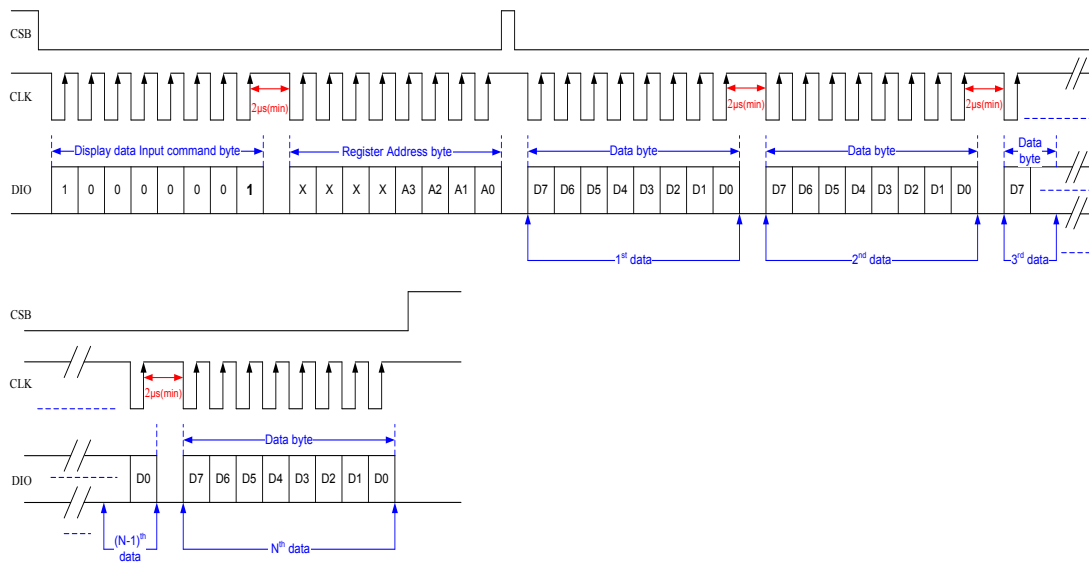 CSB
CLK
2μs(min) 2μs(min) 2μs(min)
Display data Input command byte Register Address byte Data byte Data byte Data byte
DIO 1 0 0 0 0 0 0 1 X X X X A3 A2 A1 A0 D7 D6 D5 D4 D3 D2 D1 D0 D7 D6 D5 D4 D3 D2 D1 D0 D7
1st data 2nd data 3rd data
CSB
CLK
2μs(min)
Data byte
DIO D0 D7 D6 D5 D4 D3 D2 D1 D0
(N-1)th data Nth data